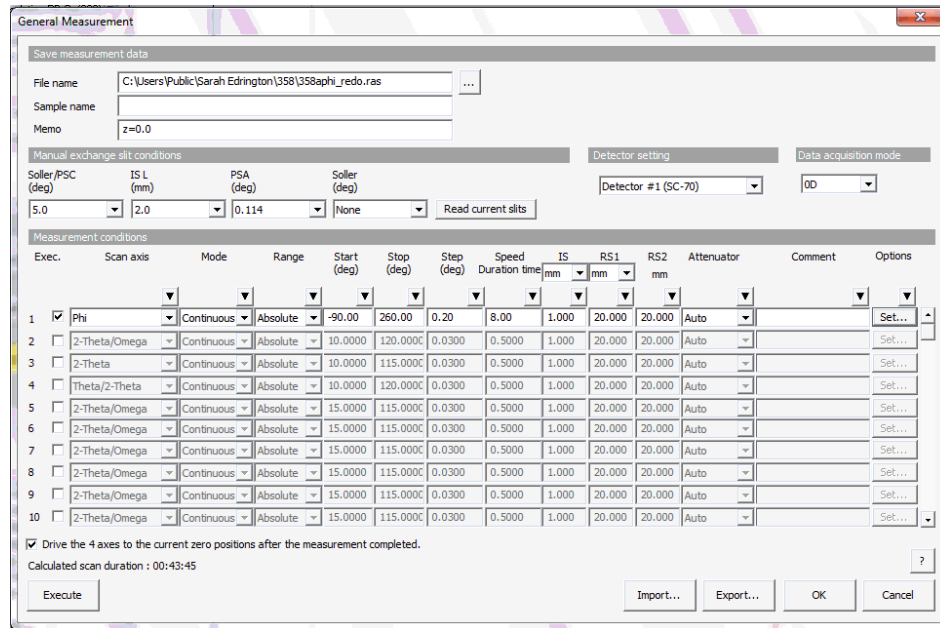 General Measurement
Save measurement data
File name C:\Users\Public\Sarah Edrington\358\358aphi_redo.ras ...
Sample name
Memo z=0.0
Manual exchange slit conditions Detector setting Data acquisition mode
Soller/PSC IS L PSA Soller
(deg) (mm) (deg) (deg)
Detector #1 (SC-70) 0D
5.0 2.0 0.114 None Read current slits
Measurement conditions
Exec. Scan axis Mode Range Start Stop Step Speed IS RS1 RS2 Attenuator Comment Options
(deg) (deg) (deg) Duration time mm mm mm
1 Phi Continuous Absolute -90.00 260.00 0.20 8.00 1.000 20.000 20.000 Auto Set...
2 2-Theta/Omega Continuous Absolute 10.0000 120.000C 0.0300 0.5000 1.000 20.000 20.000 Auto Set...
3 2-Theta Continuous Absolute 10.0000 115.000C 0.0300 0.5000 1.000 20.000 20.000 Auto Set...
4 Theta/2-Theta Continuous Absolute 10.0000 120.000C 0.0300 0.5000 1.000 20.000 20.000 Auto Set...
5 2-Theta/Omega Continuous Absolute 15.0000 115.000C 0.0300 0.5000 1.000 20.000 20.000 Auto Set...
6 2-Theta/Omega Continuous Absolute 15.0000 115.000C 0.0300 0.5000 1.000 20.000 20.000 Auto Set...
7 2-Theta/Omega Continuous Absolute 15.0000 115.000C 0.0300 0.5000 1.000 20.000 20.000 Auto Set...
8 2-Theta/Omega Continuous Absolute 15.0000 115.000C 0.0300 0.5000 1.000 20.000 20.000 Auto Set...
9 2-Theta/Omega Continuous Absolute 15.0000 115.000C 0.0300 0.5000 1.000 20.000 20.000 Auto Set...
10 2-Theta/Omega Continuous Absolute 15.0000 115.000C 0.0300 0.5000 1.000 20.000 20.000 Auto Set...
Drive the 4 axes to the current zero positions after the measurement completed.
Calculated scan duration : 00:43:45 ?
Execute Import... Export... OK Cancel